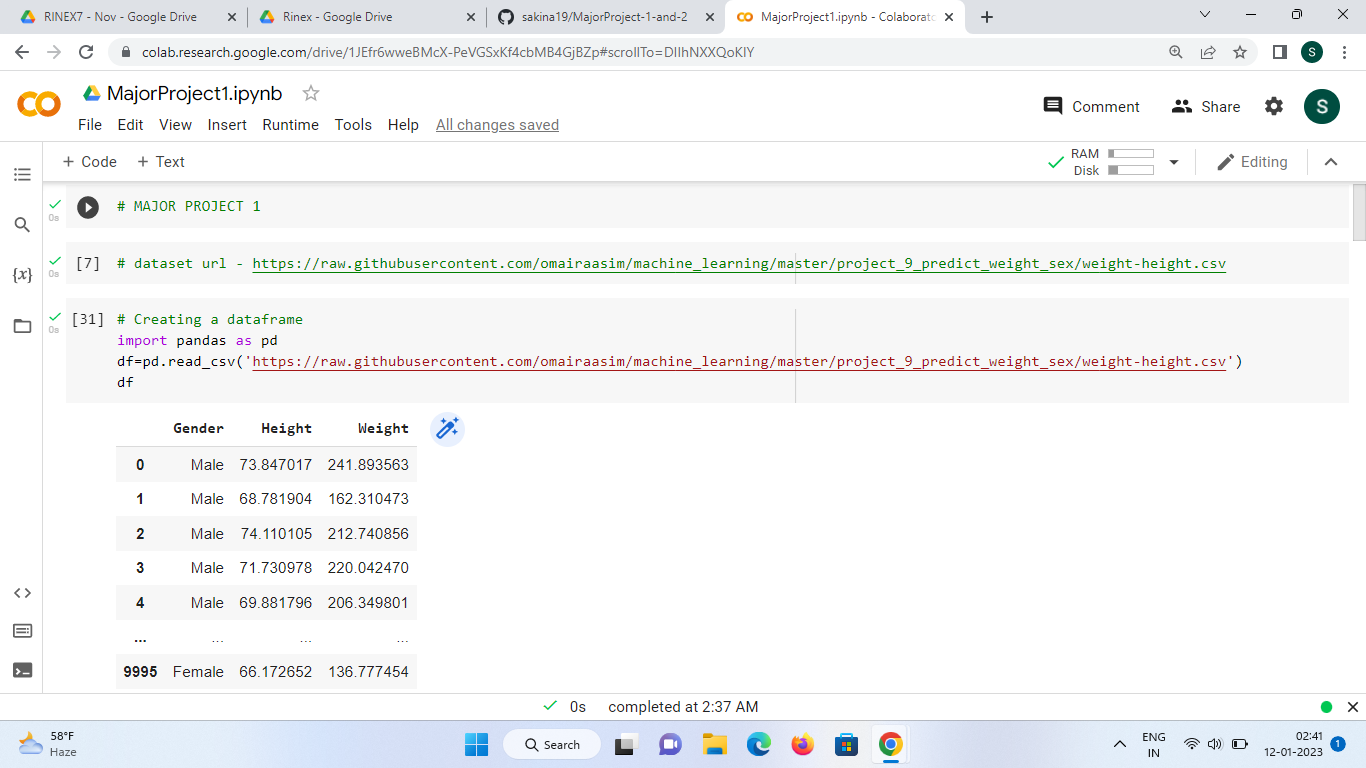 RINEX7 - Nov - Google Drive
Rinex - Google Drive
sakina19/MajorProject-1-and-2
MajorProject1.ipynb - Colaborato
colab.research.google.com/drive/1JEfr6wweBMcX-PeVGSxKf4cbMB4GjBZp#scrollTo=DIIhNXXQoKIY
S
MajorProject1.ipynb
Comment
Share
S
File Edit View Insert Runtime Tools Help All changes saved
+ Code + Text
RAM
Disk
Editing
0s
# MAJOR PROJECT 1
0s
[7] # dataset url - https://raw.githubusercontent.com/omairaasim/machine_learning/master/project_9_predict_weight_sex/weight-height.csv
{x}
0s
[31] # Creating a dataframe
import pandas as pd
df=pd.read_csv('https://raw.githubusercontent.com/omairaasim/machine_learning/master/project_9_predict_weight_sex/weight-height.csv')
df
Gender Height Weight
0 Male 73.847017 241.893563
1 Male 68.781904 162.310473
2 Male 74.110105 212.740856
3 Male 71.730978 220.042470
4 Male 69.881796 206.349801
... ... ... ...
9995 Female 66.172652 136.777454
0s completed at 2:37 AM
58°F
Haze
Search
ENG
IN
02:41
12-01-2023
1